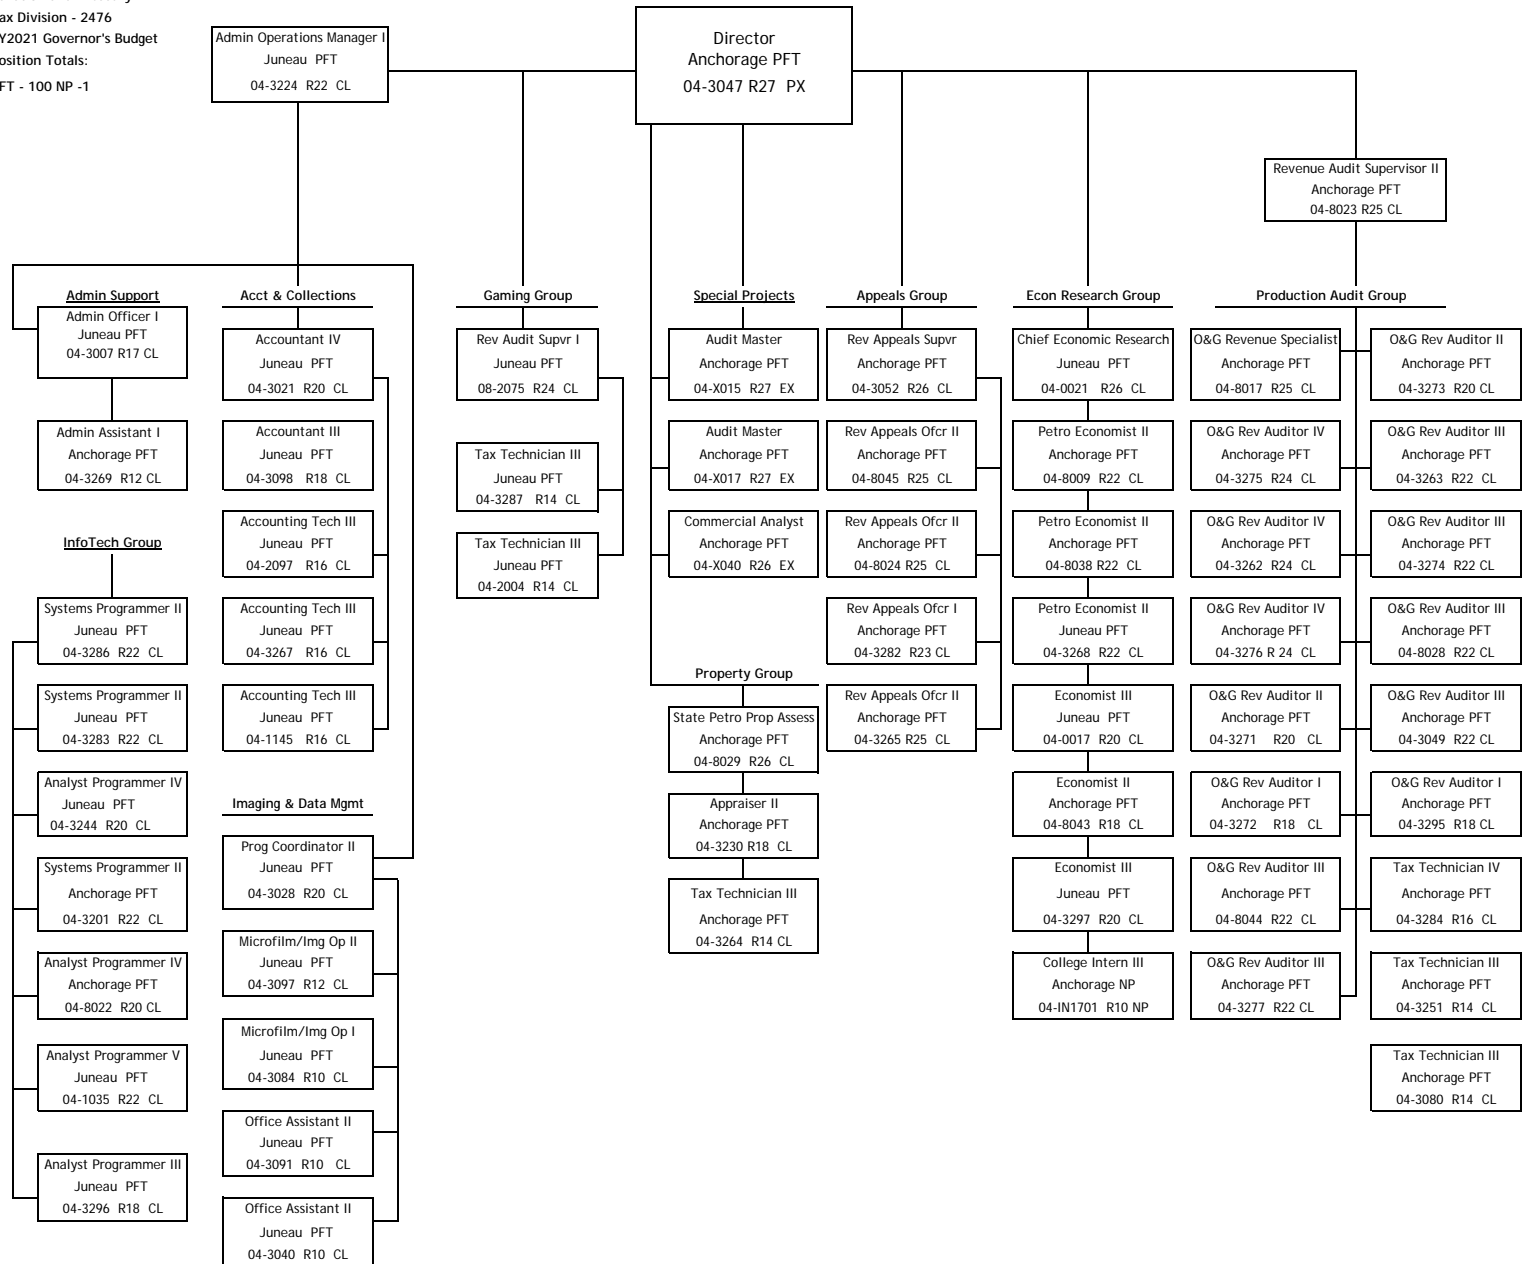 ax Division - 2476
Y2021 Governor's Budget
osition Totals:
FT - 100 NP -1
Admin Operations Manager I
Juneau PFT
04-3224 R22 CL
Director
Anchorage PFT
04-3047 R27 PX
Revenue Audit Supervisor II
Anchorage PFT
04-8023 R25 CL
Admin Support
Admin Officer I
Juneau PFT
04-3007 R17 CL
Admin Assistant I
Anchorage PFT
04-3269 R12 CL
InfoTech Group
Systems Programmer II
Juneau PFT
04-3286 R22 CL
Systems Programmer II
Juneau PFT
04-3283 R22 CL
Analyst Programmer IV
Juneau PFT
04-3244 R20 CL
Systems Programmer II
Anchorage PFT
04-3201 R22 CL
Analyst Programmer IV
Anchorage PFT
04-8022 R20 CL
Analyst Programmer V
Juneau PFT
04-1035 R22 CL
Analyst Programmer III
Juneau PFT
04-3296 R18 CL
Acct & Collections
Accountant IV
Juneau PFT
04-3021 R20 CL
Accountant III
Juneau PFT
04-3098 R18 CL
Accounting Tech III
Juneau PFT
04-2097 R16 CL
Accounting Tech III
Juneau PFT
04-3267 R16 CL
Accounting Tech III
Juneau PFT
04-1145 R16 CL
Imaging & Data Mgmt
Prog Coordinator II
Juneau PFT
04-3028 R20 CL
Microfilm/Img Op II
Juneau PFT
04-3097 R12 CL
Microfilm/Img Op I
Juneau PFT
04-3084 R10 CL
Office Assistant II
Juneau PFT
04-3091 R10 CL
Office Assistant II
Juneau PFT
04-3040 R10 CL
Gaming Group
Rev Audit Supvr I
Juneau PFT
08-2075 R24 CL
Tax Technician III
Juneau PFT
04-3287 R14 CL
Tax Technician III
Juneau PFT
04-2004 R14 CL
Special Projects
Audit Master
Anchorage PFT
04-X015 R27 EX
Audit Master
Anchorage PFT
04-X017 R27 EX
Commercial Analyst
Anchorage PFT
04-X040 R26 EX
Property Group
State Petro Prop Assess
Anchorage PFT
04-8029 R26 CL
Appraiser II
Anchorage PFT
04-3230 R18 CL
Tax Technician III
Anchorage PFT
04-3264 R14 CL
Appeals Group
Rev Appeals Supvr
Anchorage PFT
04-3052 R26 CL
Rev Appeals Ofcr II
Anchorage PFT
04-8045 R25 CL
Rev Appeals Ofcr II
Anchorage PFT
04-8024 R25 CL
Rev Appeals Ofcr I
Anchorage PFT
04-3282 R23 CL
Rev Appeals Ofcr II
Anchorage PFT
04-3265 R25 CL
Econ Research Group
Chief Economic Research
Juneau PFT
04-0021 R26 CL
Petro Economist II
Anchorage PFT
04-8009 R22 CL
Petro Economist II
Anchorage PFT
04-8038 R22 CL
Petro Economist II
Juneau PFT
04-3268 R22 CL
Economist III
Juneau PFT
04-0017 R20 CL
Economist II
Anchorage PFT
04-8043 R18 CL
Economist III
Juneau PFT
04-3297 R20 CL
College Intern III
Anchorage NP
04-IN1701 R10 NP
Production Audit Group
O&G Revenue Specialist
Anchorage PFT
04-8017 R25 CL
O&G Rev Auditor IV
Anchorage PFT
04-3275 R24 CL
O&G Rev Auditor IV
Anchorage PFT
04-3262 R24 CL
O&G Rev Auditor IV
Anchorage PFT
04-3276 R 24 CL
O&G Rev Auditor II
Anchorage PFT
04-3271 R20 CL
O&G Rev Auditor I
Anchorage PFT
04-3272 R18 CL
O&G Rev Auditor III
Anchorage PFT
04-8044 R22 CL
O&G Rev Auditor III
Anchorage PFT
04-3277 R22 CL
O&G Rev Auditor II
Anchorage PFT
04-3273 R20 CL
O&G Rev Auditor III
Anchorage PFT
04-3263 R22 CL
O&G Rev Auditor III
Anchorage PFT
04-3274 R22 CL
O&G Rev Auditor III
Anchorage PFT
04-8028 R22 CL
O&G Rev Auditor III
Anchorage PFT
04-3049 R22 CL
O&G Rev Auditor I
Anchorage PFT
04-3295 R18 CL
Tax Technician IV
Anchorage PFT
04-3284 R16 CL
Tax Technician III
Anchorage PFT
04-3251 R14 CL
Tax Technician III
Anchorage PFT
04-3080 R14 CL